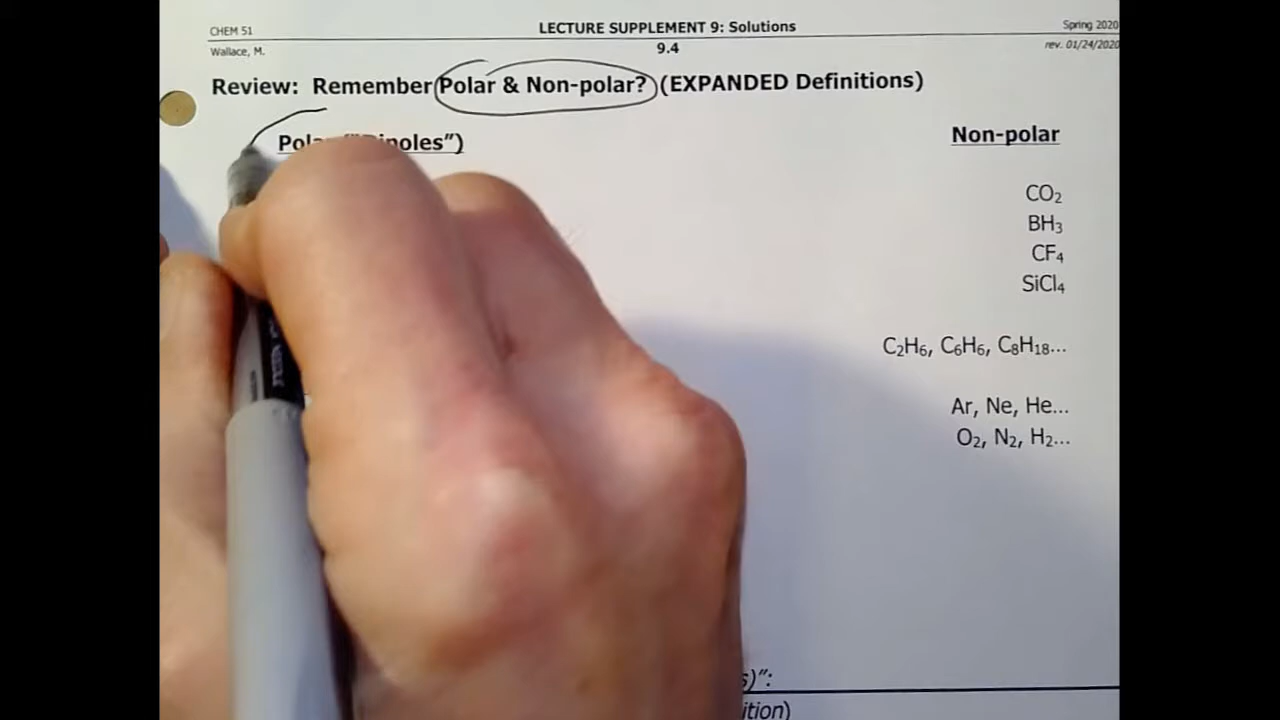 CHEM 51 LECTURE SUPPLEMENT 9: Solutions Spring 2020
Wallace, M. 9.4 rev. 01/24/2020
Review: Remember Polar & Non-polar? (EXPANDED Definitions)
Non-polar
CO₂
BH₃
CF₄
SiCl₄
C₂H₆, C₆H₆, C₈H₁₈...
Ar, Ne, He...
O₂, N₂, H₂...